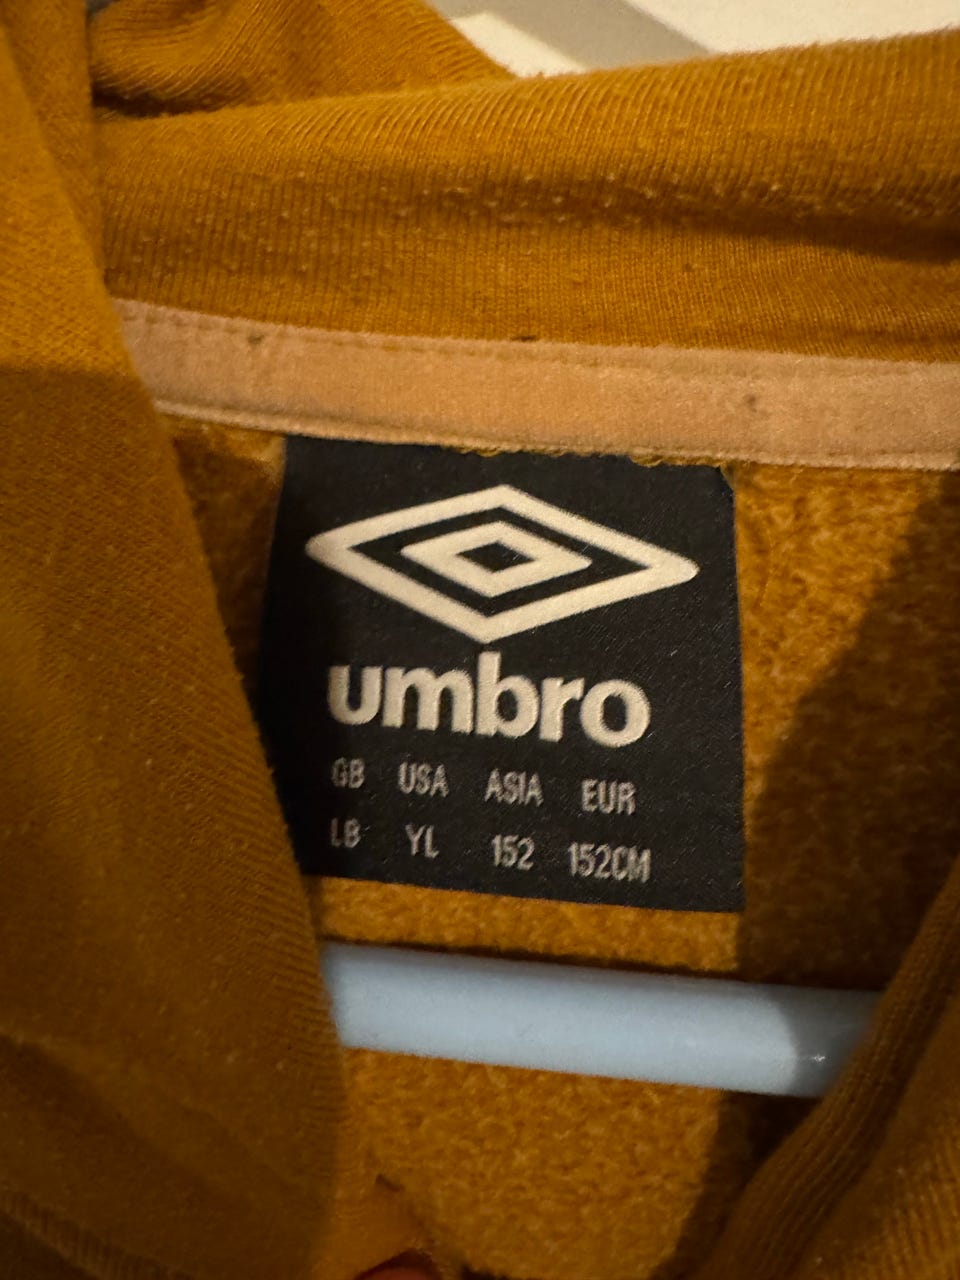 umbro
GB USA ASIA EUR
LB YL 152 152CM